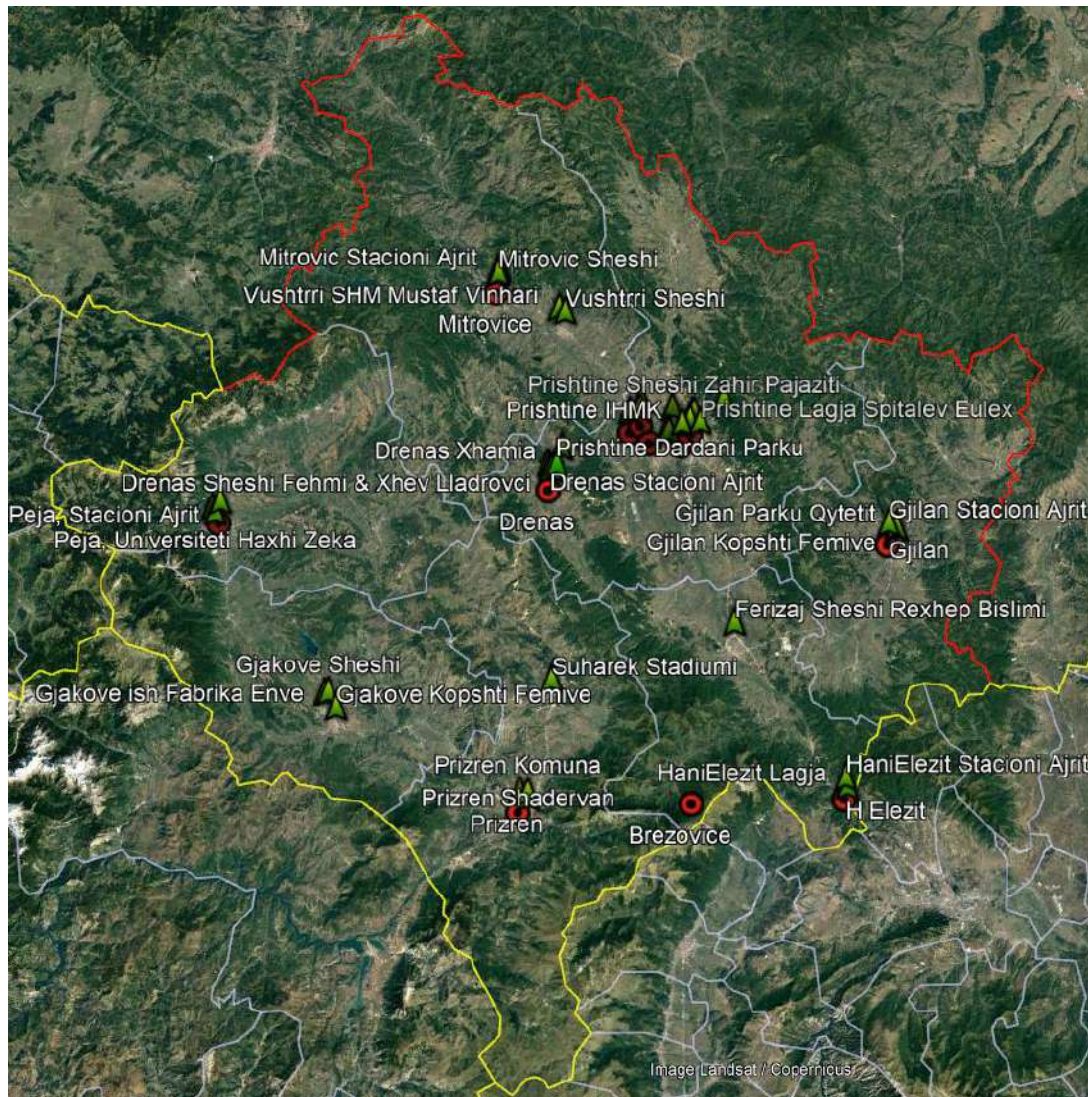 Mitrovic Stacioni Ajrit
Mitrovic Sheshi
Vushtrri SHM Mustaf Vinhari
Vushtrri Sheshi
Mitrovice
Prishtine Sheshi Zahir Pajaziti
Prishtine IHMK
Prishtine Lagja Spitalev Eulex
Drenas Xhamia
Prishtine Dardani Parku
Drenas Sheshi Fehmi & Xhev Lladrovci
Drenas Stacioni Ajrit
Drenas
Peja, Stacioni Ajrit
Peja, Universiteti Haxhi Zeka
Gjilan Parku Qytetit
Gjilan Stacioni Ajrit
Gjilan Kopshti Femive
Gjilan
Ferizaj Sheshi Rexhep Bislimi
Gjakove Sheshi
Suharek Stadiumi
Gjakove ish Fabrika Enve
Gjakove Kopshti Femive
Prizren Komuna
HaniElezit Lagja
HaniElezit Stacioni Ajrit
Prizren Shadervan
Prizren
Brezovice
H Elezit
Image Landsat / Copernicus